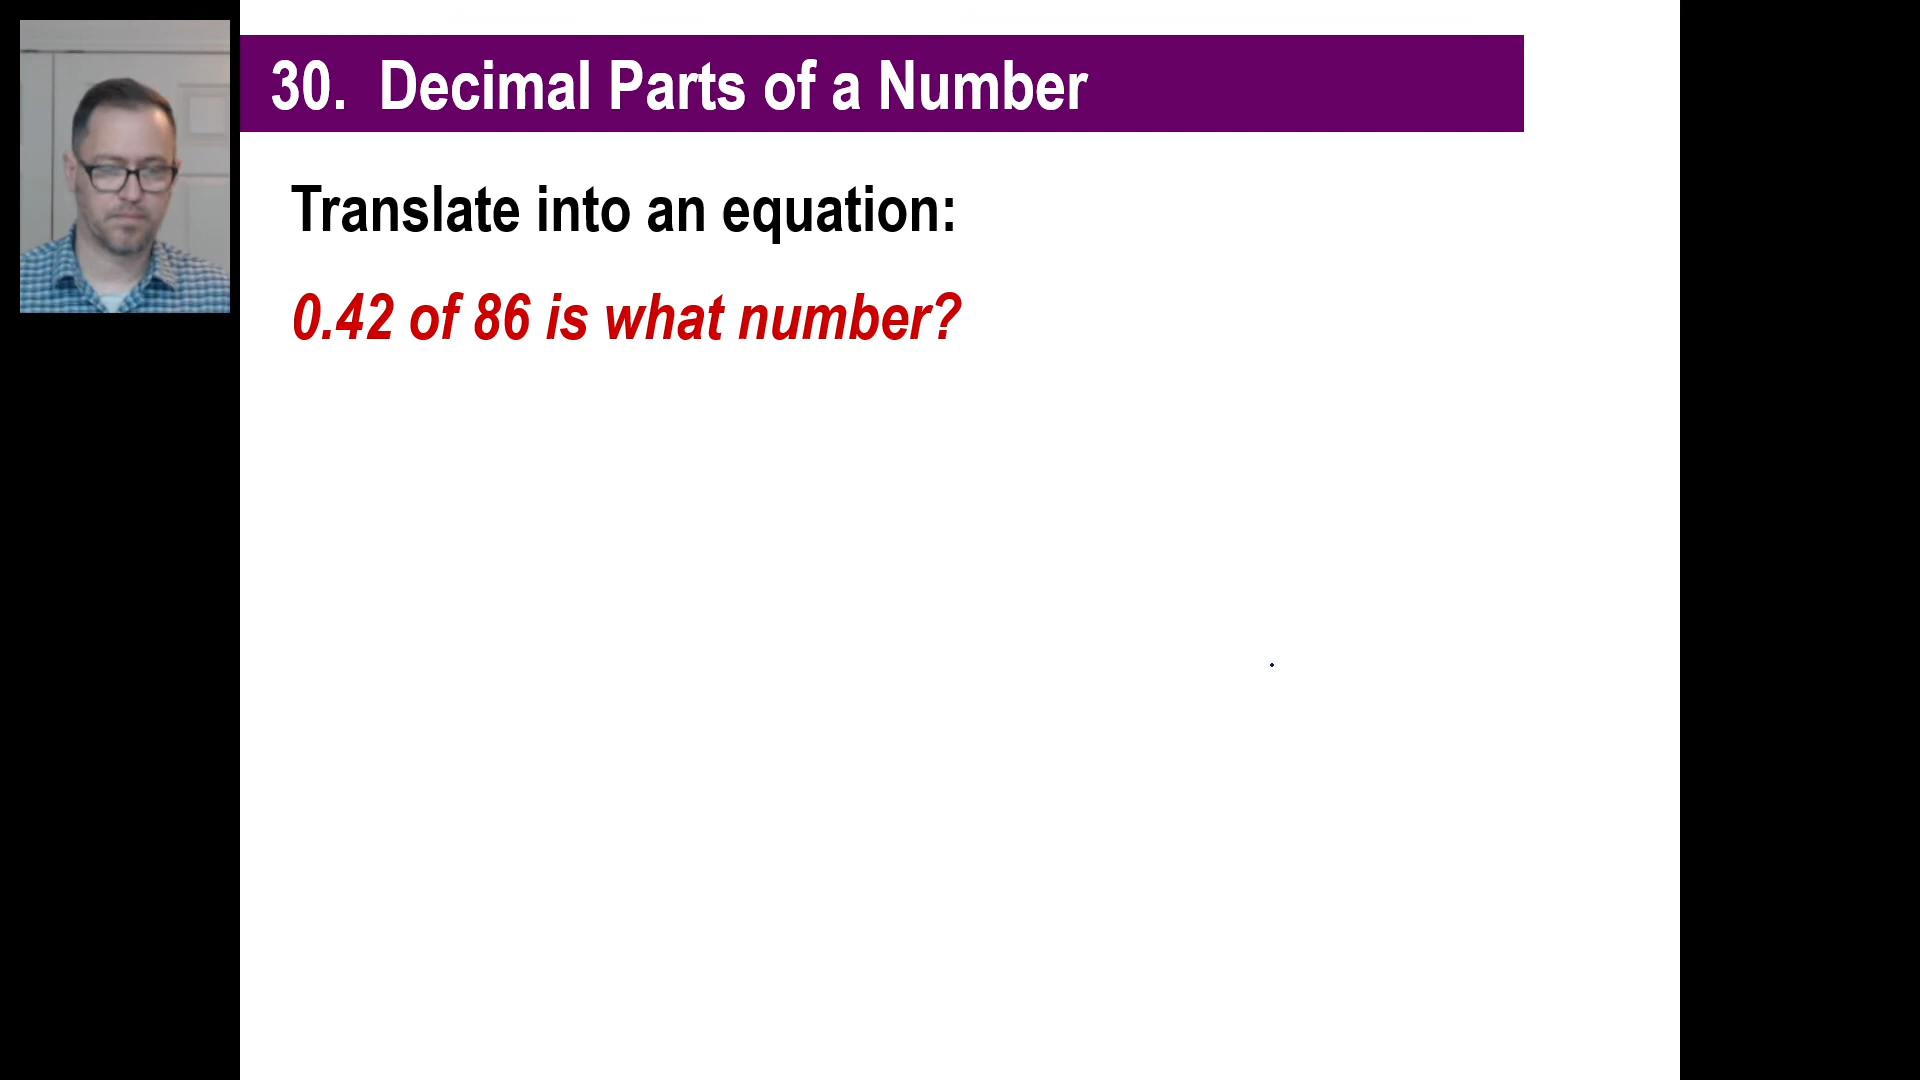 30. Decimal Parts of a Number
Translate into an equation:
0.42 of 86 is what number?